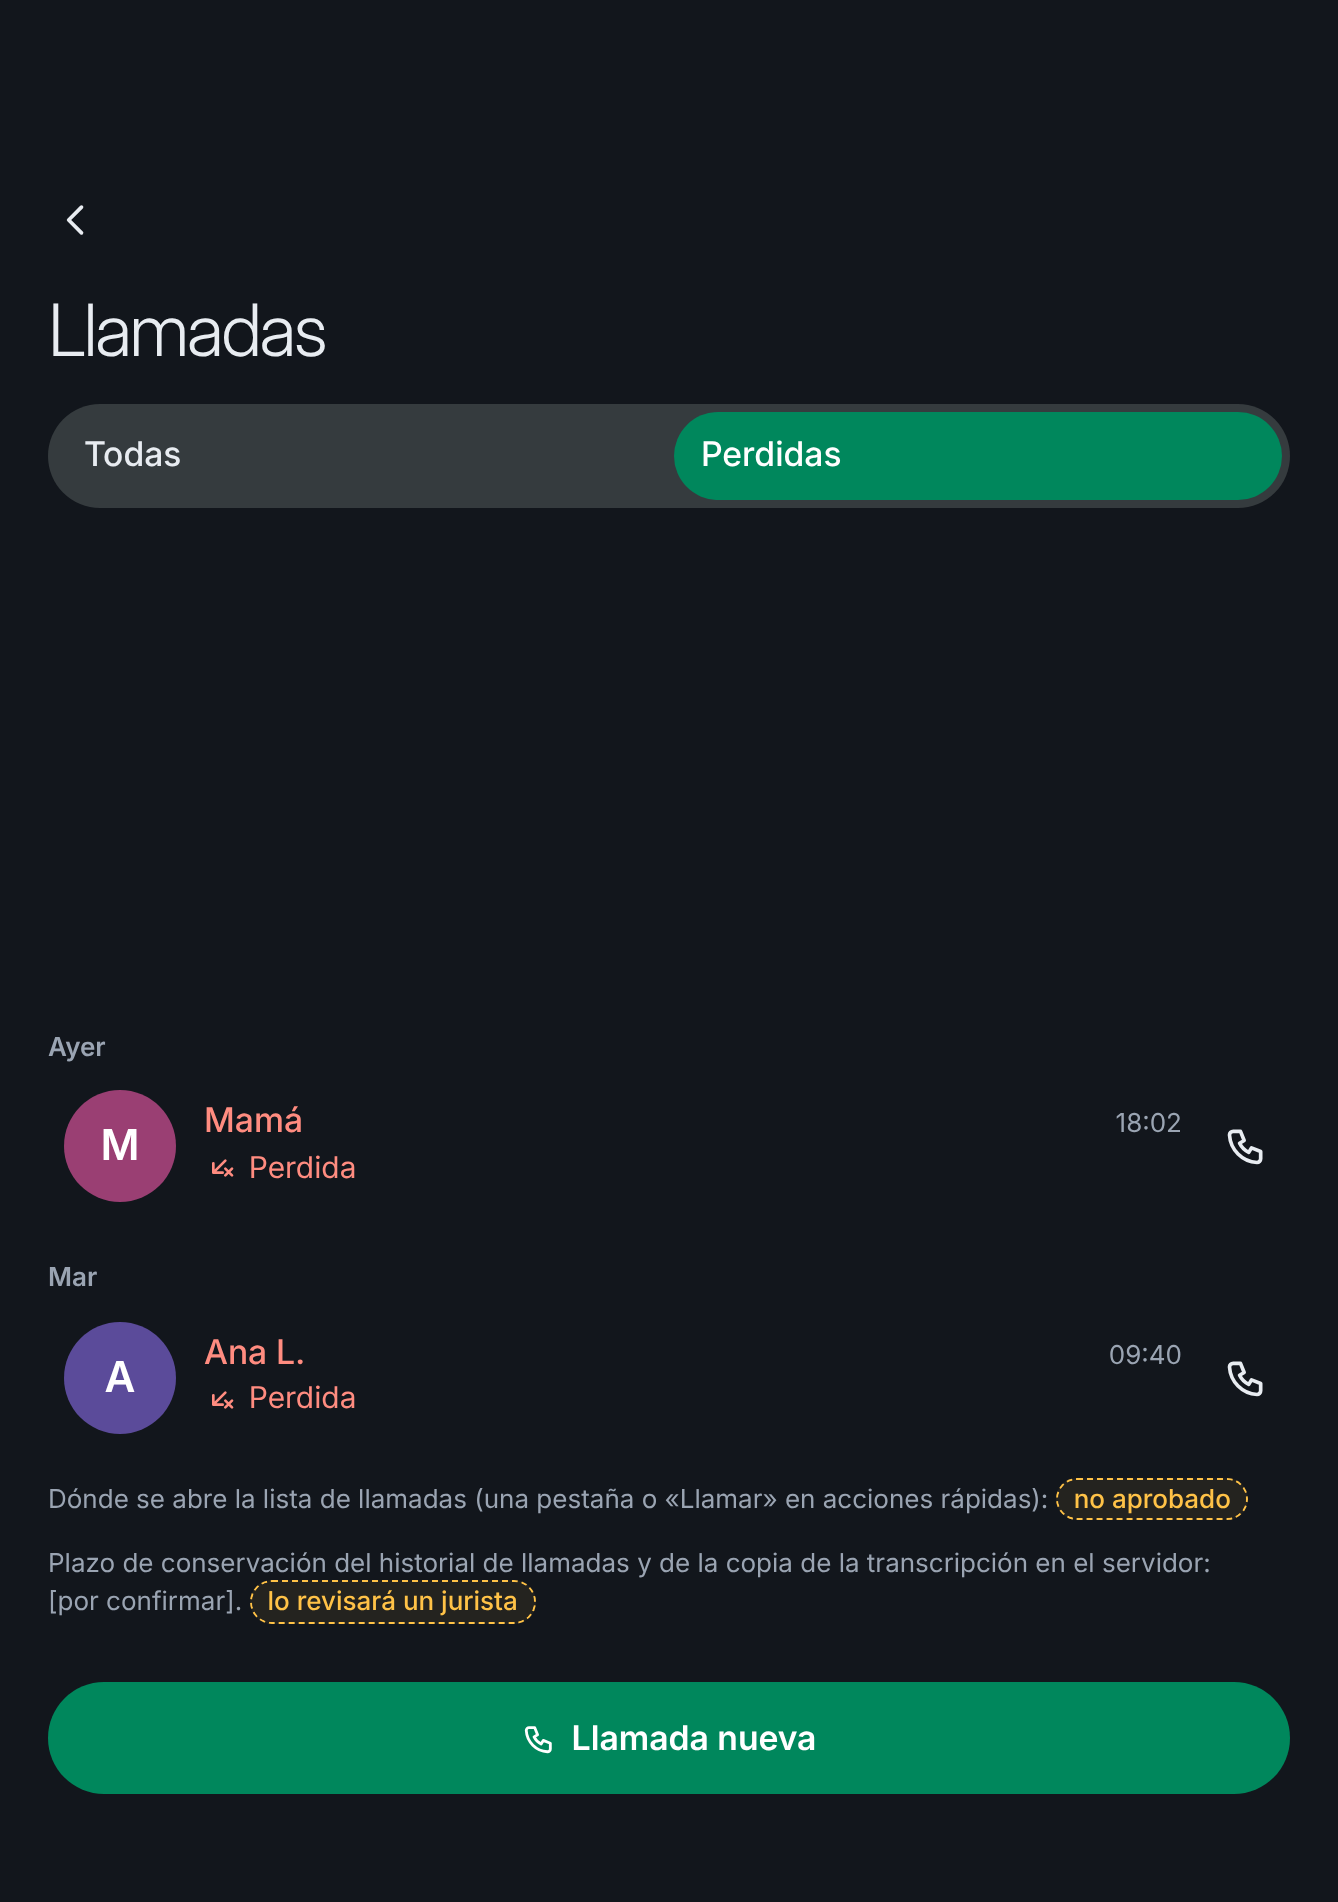 Llamadas
Todas
Perdidas
Ayer
M
Mamá
18:02
Perdida
Mar
A
Ana L.
09:40
Perdida
Dónde se abre la lista de llamadas (una pestaña o «Llamar» en acciones rápidas): no aprobado
Plazo de conservación del historial de llamadas y de la copia de la transcripción en el servidor:
[por confirmar]. lo revisará un jurista
Llamada nueva